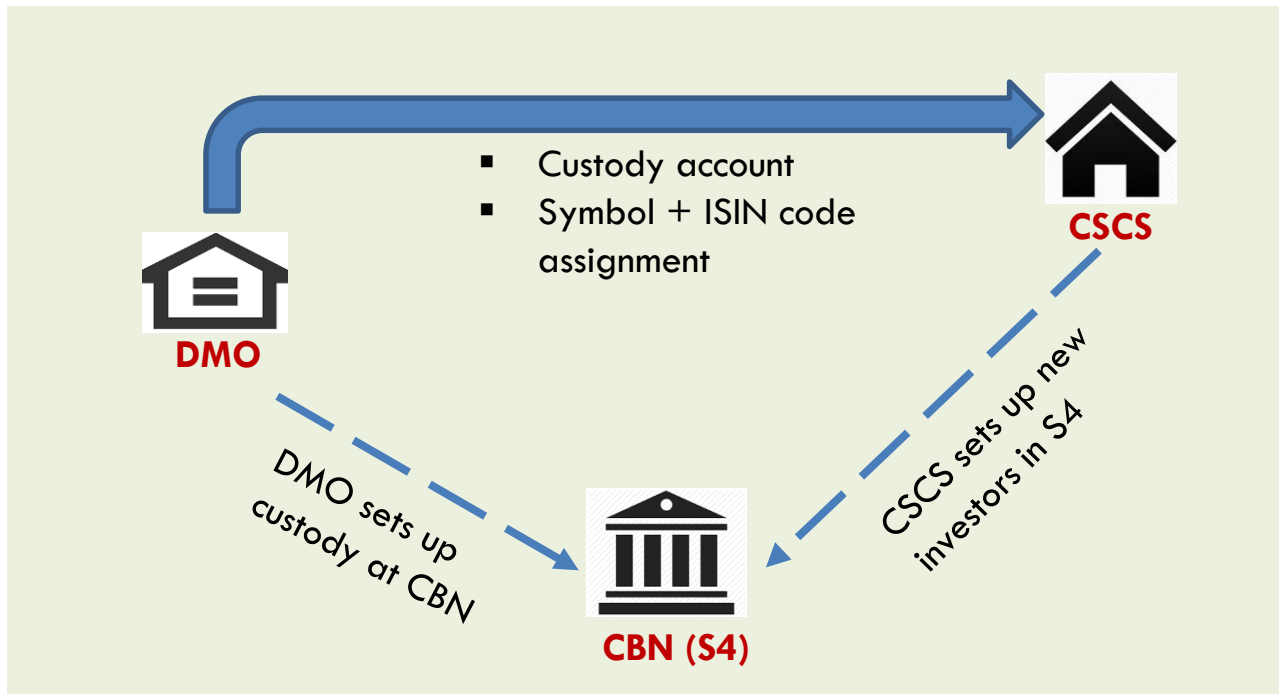 ▪ Custody account
▪ Symbol + ISIN code
assignment
CSCS
DMO
DMO sets up
custody at CBN
CSCS sets up new
investors in S4
CBN (S4)